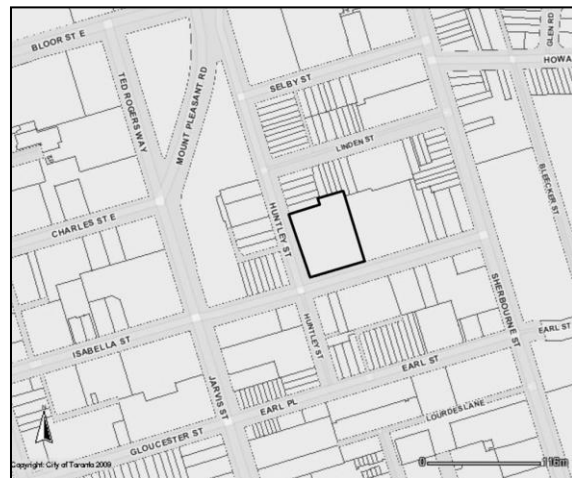 BLOOR ST E
TED ROGERS WAY
MOUNT PLEASANT RD
SELBY ST
GLEN RD
HOWA
LINDEN ST
BLEECKER ST
CHARLES ST E
HUNTLEY ST
SHERBOURNE ST
ISABELLA ST
HUNTLEY ST
JARVIS ST
EARL ST
EARL ST
EARL PL
LOURDES LANE
GLOUCESTER ST
Copyright: City of Toronto 2009
0 116m